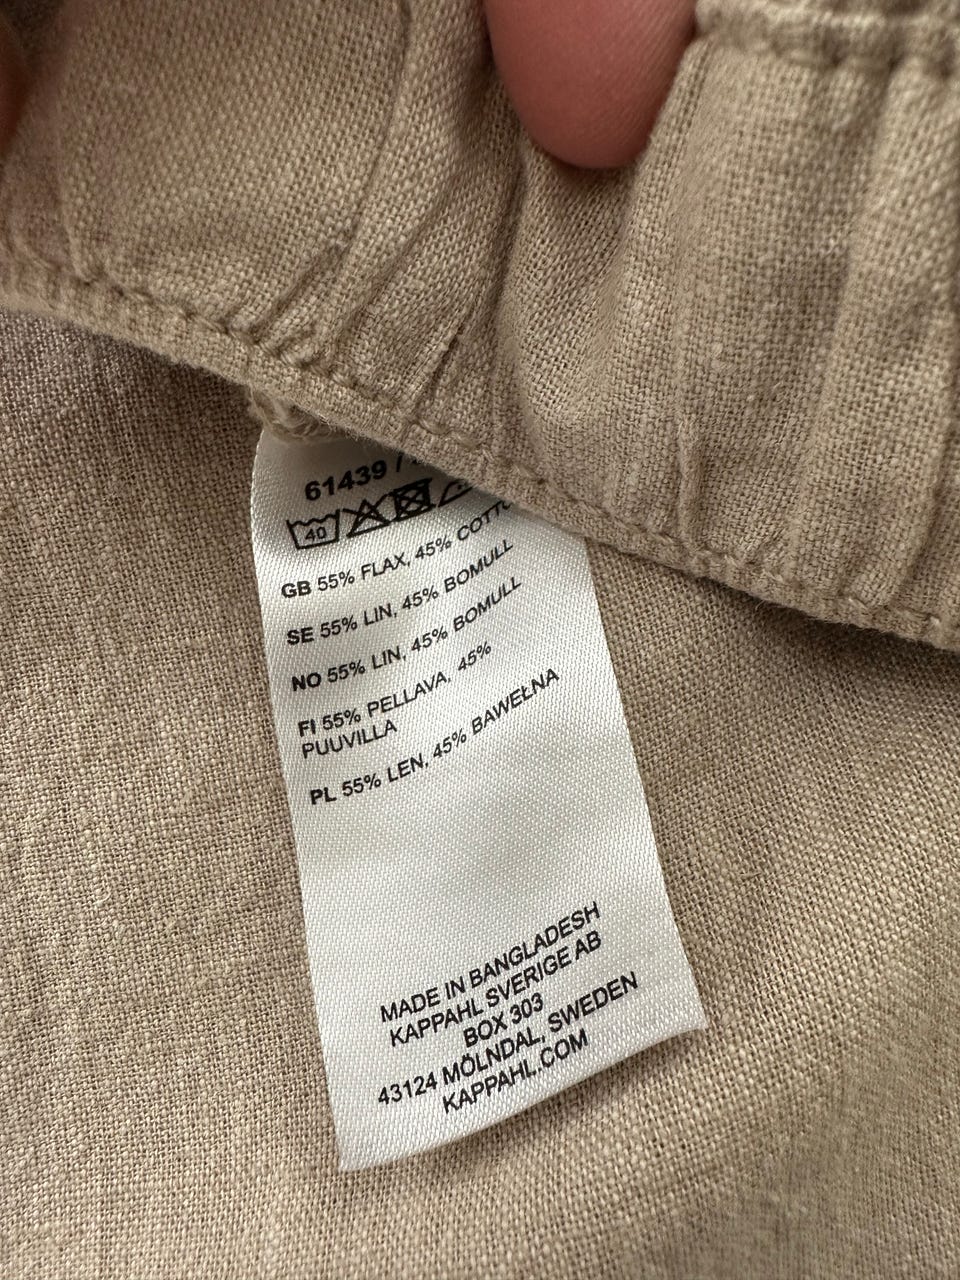 61439 /
40
GB 55% FLAX, 45%
SE 55% LIN, 45% BOMULL
NO 55% LIN, 45% BOMULL
FI 55% PELLAVA, 45%
PUUVILLA
PL 55% LEN, 45% BAWEŁNA
MADE IN BANGLADESH
KAPPAHL SVERIGE AB
BOX 303
43124 MÖLNDAL, SWEDEN
KAPPAHL.COM